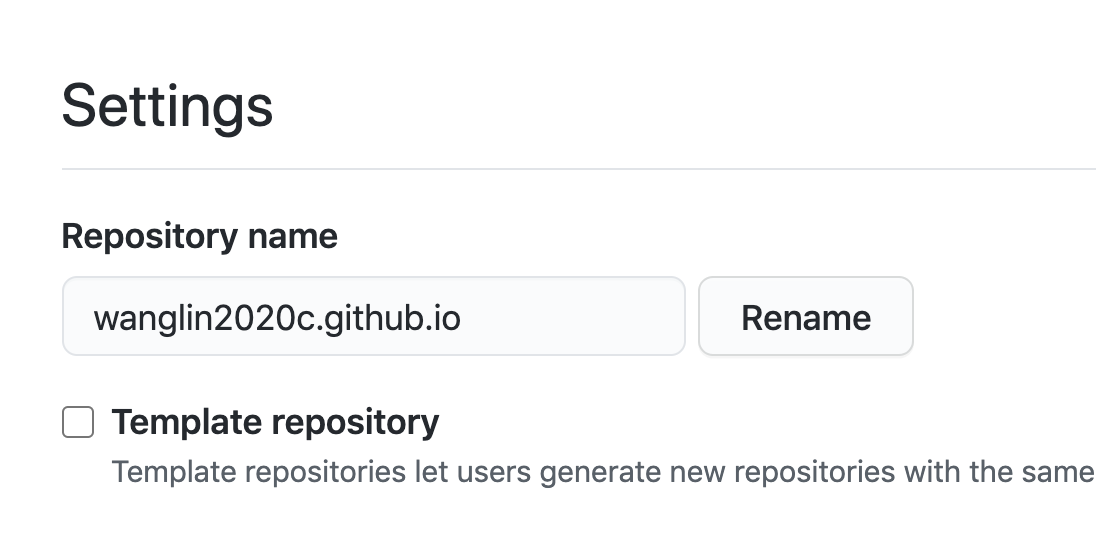 Settings
Repository name
wanglin2020c.github.io
Rename
Template repository
Template repositories let users generate new repositories with the same